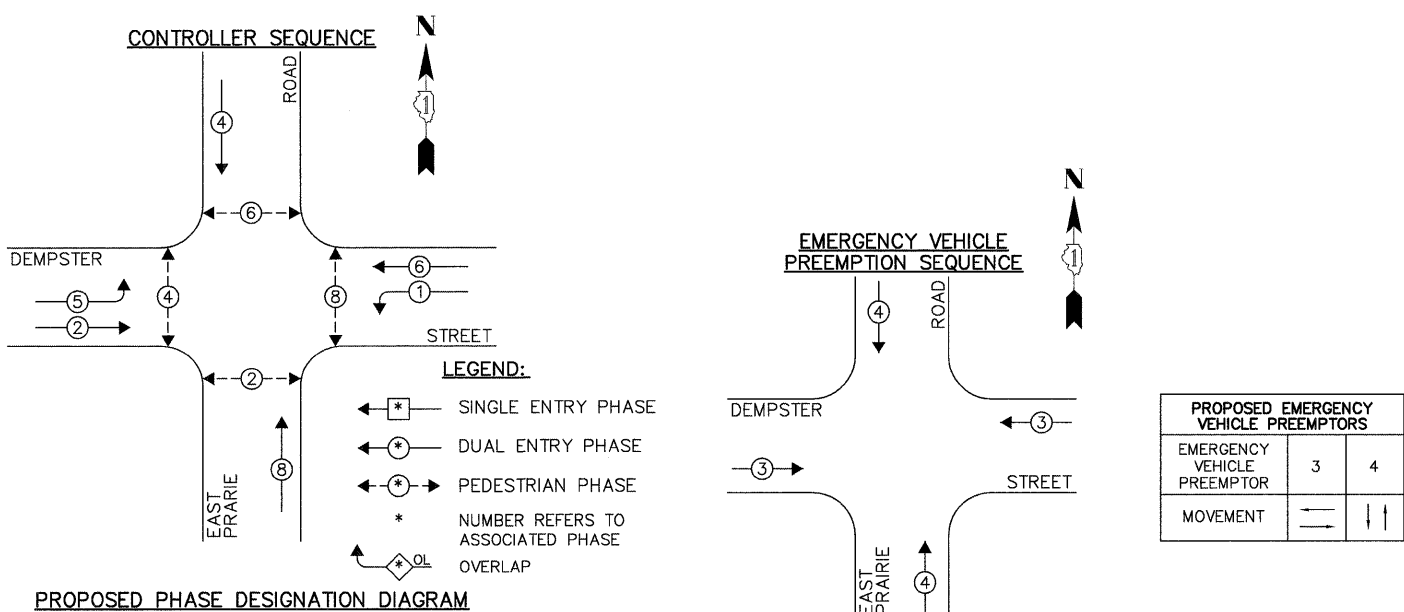 CONTROLLER SEQUENCE
N
ROAD
1
4
6
DEMPSTER
5
2
4
8
6
1
STREET
2
8
EAST
PRARIE
LEGEND:
* SINGLE ENTRY PHASE
* DUAL ENTRY PHASE
* PEDESTRIAN PHASE
* NUMBER REFERS TO
ASSOCIATED PHASE
* OL OVERLAP
PROPOSED PHASE DESIGNATION DIAGRAM
N
1
EMERGENCY VEHICLE
PREEMPTION SEQUENCE
ROAD
4
DEMPSTER
3
3
STREET
EAST
PRAIRIE
4
PROPOSED EMERGENCY
VEHICLE PREEMPTORS
EMERGENCY
VEHICLE
PREEMPTOR
3
4
MOVEMENT